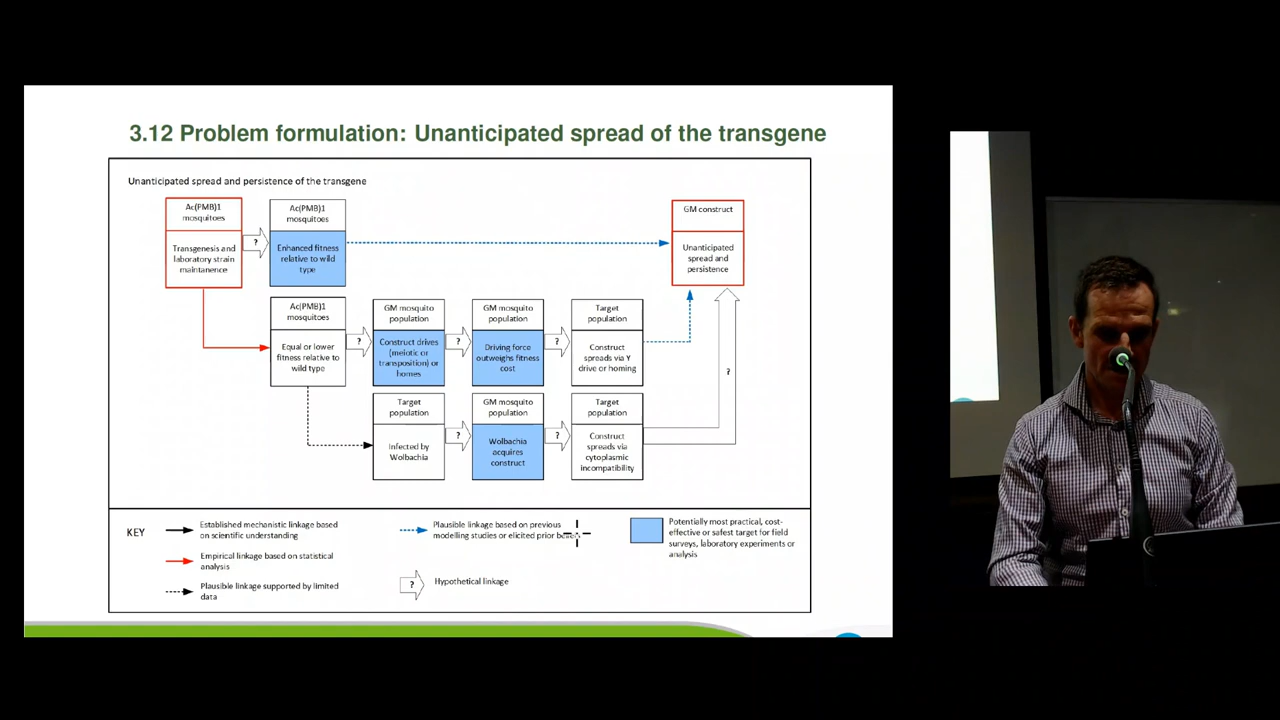 3.12 Problem formulation: Unanticipated spread of the transgene
Unanticipated spread and persistence of the transgene
Ac(PMB)1
mosquitoes
Transgenesis and
laboratory strain
maintanence
?
Ac(PMB)1
mosquitoes
Enhanced fitness
relative to wild
type
GM construct
Unanticipated
spread and
persistence
Ac(PMB)1
mosquitoes
Equal or lower
fitness relative to
wild type
?
GM mosquito
population
Construct drives
(meiotic or
transposition) or
homes
?
GM mosquito
population
Driving force
outweighs fitness
cost
?
Target
population
Construct
spreads via Y
drive or homing
?
Target
population
Infected by
Wolbachia
?
GM mosquito
population
Wolbachia
acquires
construct
?
Target
population
Construct
spreads via
cytoplasmic
incompatibility
KEY
Established mechanistic linkage based
on scientific understanding
Empirical linkage based on statistical
analysis
Plausible linkage supported by limited
data
Plausible linkage based on previous
modelling studies or elicited prior
?
Hypothetical linkage
Potentially most practical, cost-
effective or safest target for field
surveys, laboratory experiments or
analysis